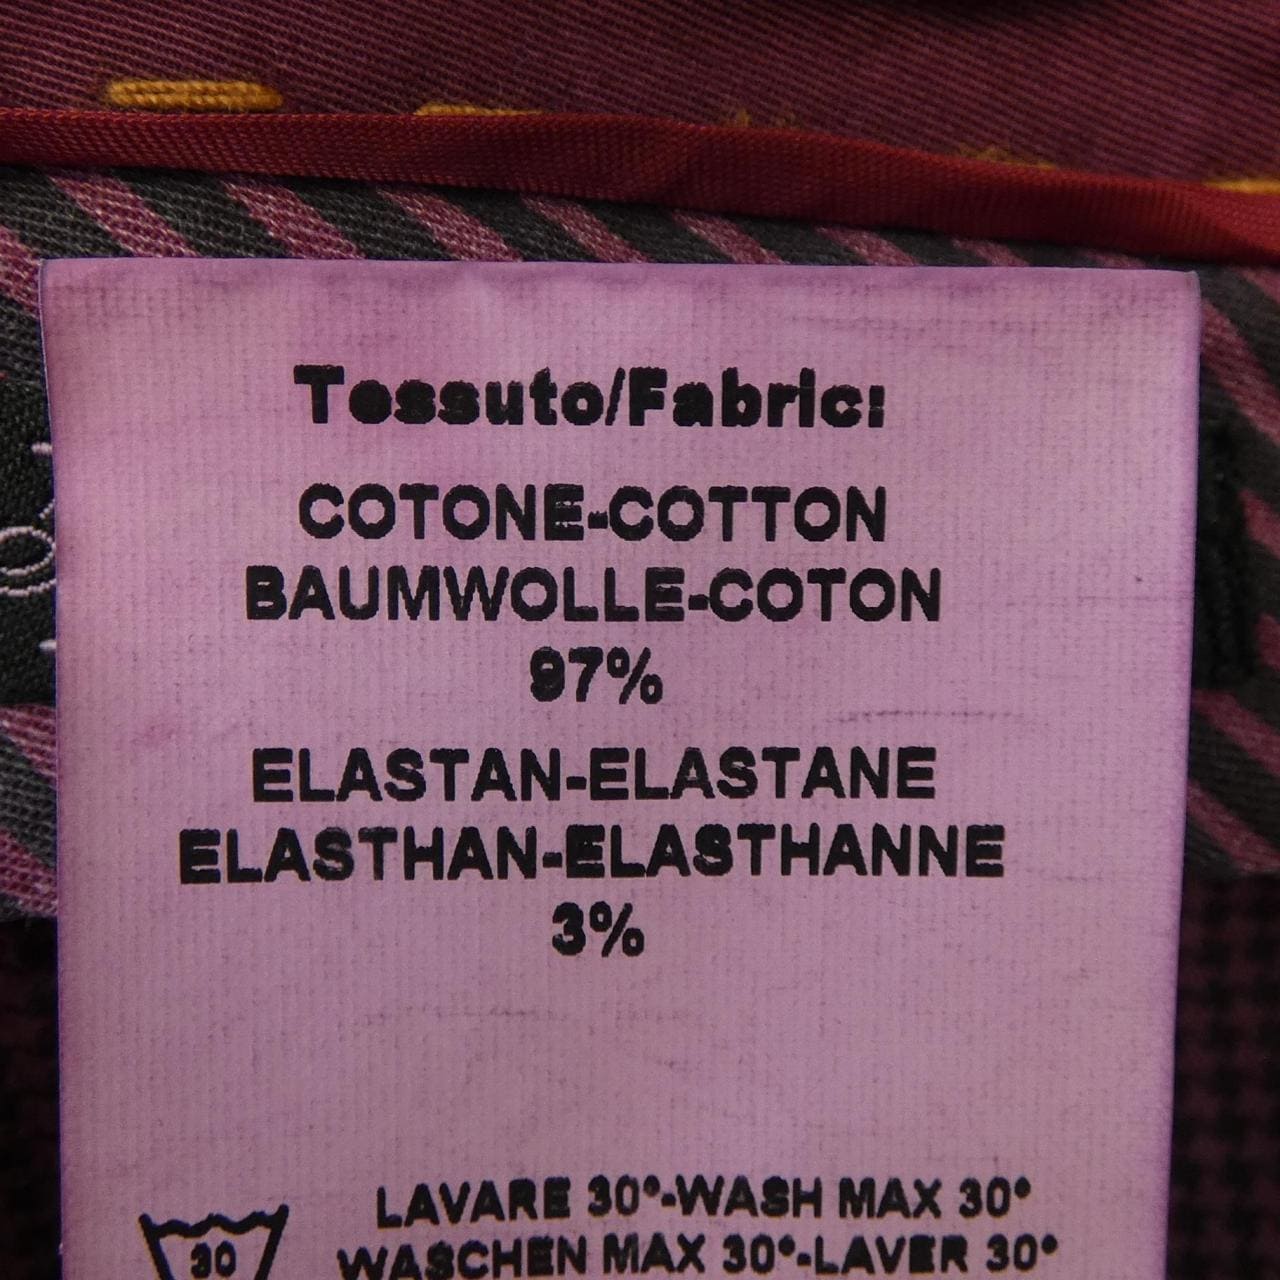 Tessuto/Fabric:
COTONE-COTTON
BAUMWOLLE-COTON
97%
ELASTAN-ELASTANE
ELASTHAN-ELASTHANNE
3%
LAVARE 30°-WASH MAX 30°
30
WASCHEN MAX 30°-LAVER 30°